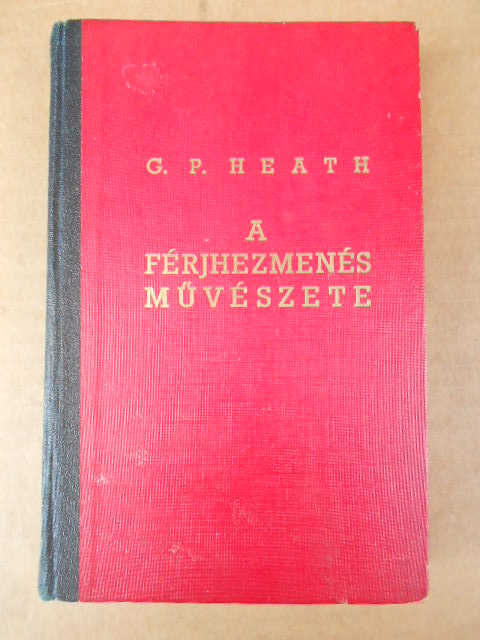 G. P. HEATH
A
FÉRJHEZMENÉS
MŰVÉSZETE